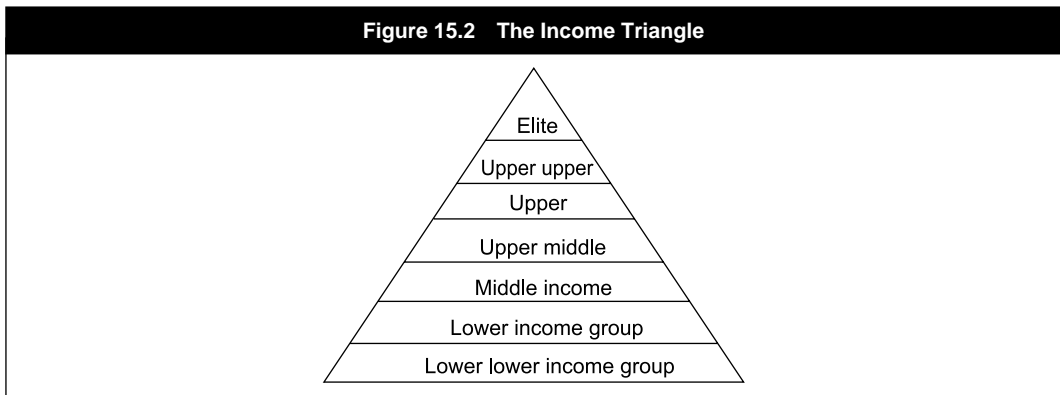 Figure 15.2 The Income Triangle
Elite
Upper upper
Upper
Upper middle
Middle income
Lower income group
Lower lower income group